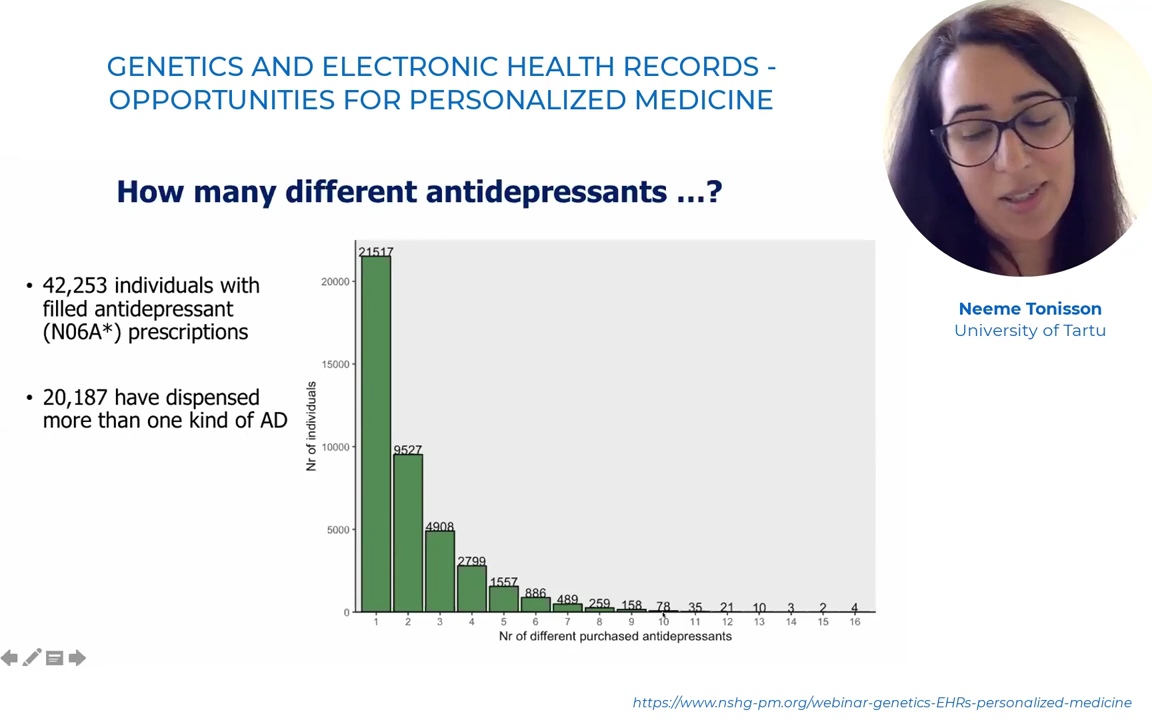 GENETICS AND ELECTRONIC HEALTH RECORDS -
OPPORTUNITIES FOR PERSONALIZED MEDICINE
How many different antidepressants ...?
• 42,253 individuals with
filled antidepressant
(N06A*) prescriptions
• 20,187 have dispensed
more than one kind of AD
Nr of individuals
20000
15000
10000
5000
0
21517
9527
4908
2799
1557
886
489
259
158
78
35
21
10
3
2
4
1 2 3 4 5 6 7 8 9 10 11 12 13 14 15 16
Nr of different purchased antidepressants
Neeme Tonisson
University of Tartu
https://www.nshg-pm.org/webinar-genetics-EHRs-personalized-medicine